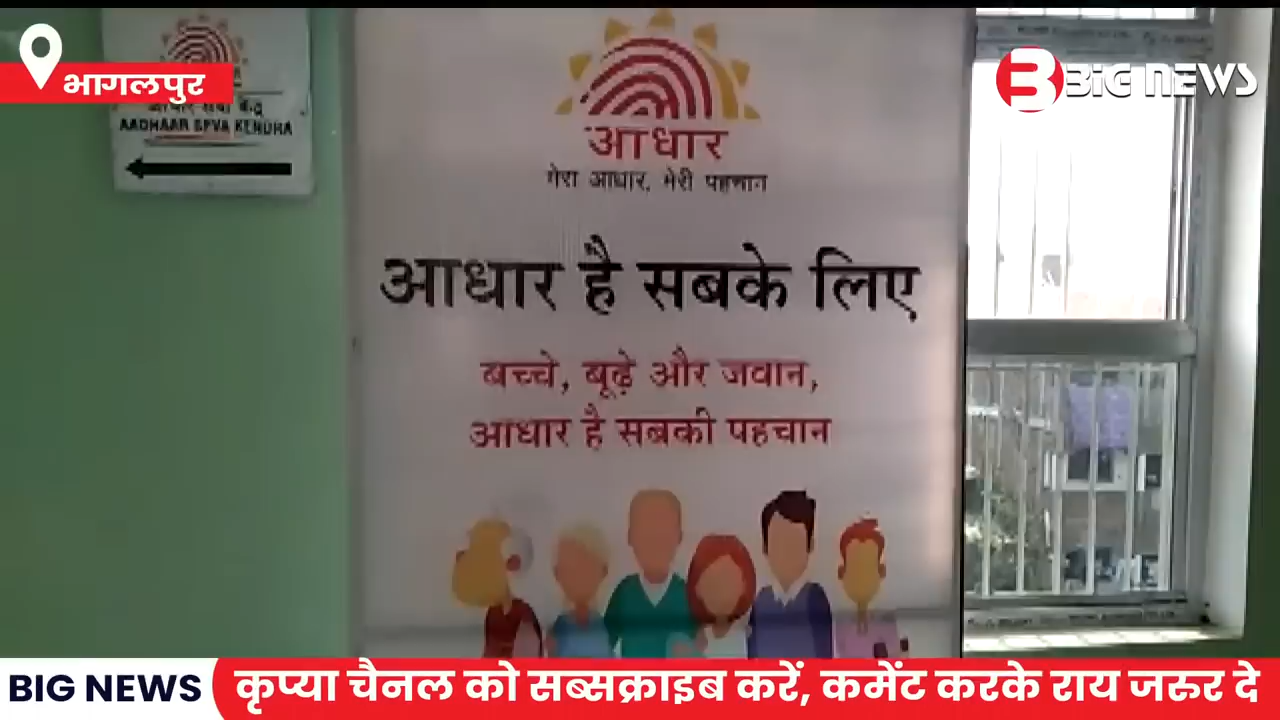 भागलपुर
आधार सेवा केन्द्र
AADHAAR SEVA KENDRA
BIG NEWS
आधार
मेरा आधार, मेरी पहचान
आधार है सबके लिए
बच्चे, बूढ़े और जवान,
आधार है सबकी पहचान
BIG NEWS
कृप्या चैनल को सब्सक्राइब करें, कमेंट करके राय जरुर दे